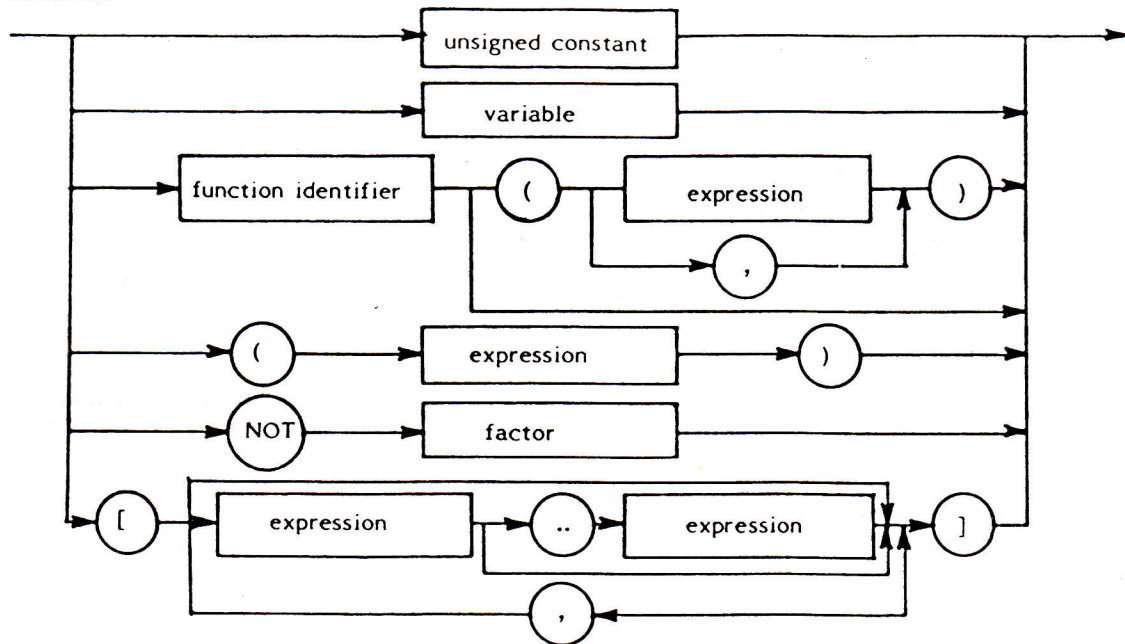 unsigned constant
variable
function identifier ( expression )
,
( expression )
NOT factor
[ expression .. expression ]
,